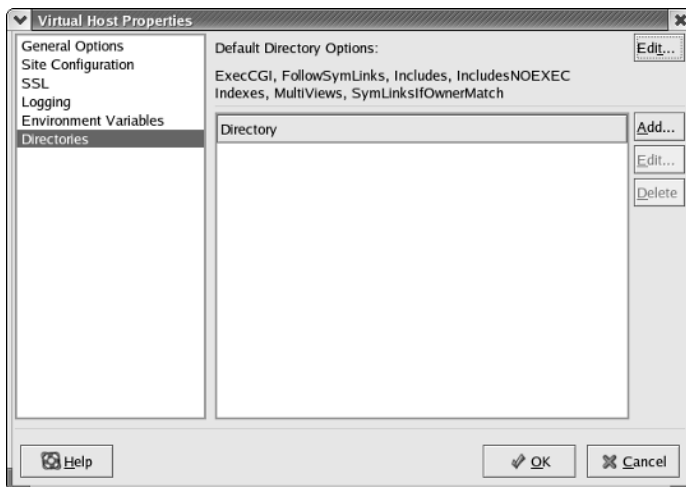 Virtual Host Properties
General Options
Site Configuration
SSL
Logging
Environment Variables
Directories
Default Directory Options:
Edit...
ExecCGI, FollowSymLinks, Includes, IncludesNOEXEC
Indexes, MultiViews, SymLinksIfOwnerMatch
Directory
Add...
Edit...
Delete
Help
OK
Cancel